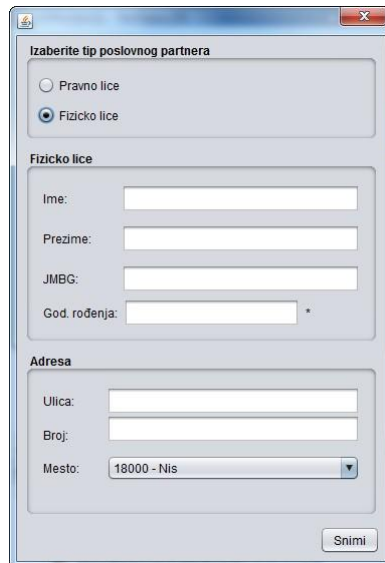 Izaberite tip poslovnog partnera
Pravno lice
Fizicko lice
Fizicko lice
Ime:
Prezime:
JMBG:
God. rođenja: *
Adresa
Ulica:
Broj:
Mesto: 18000 - Nis
Snimi